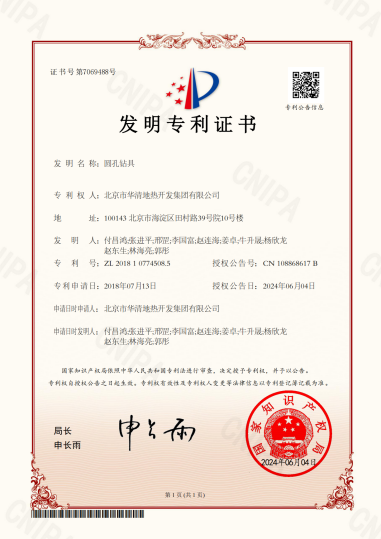 证书号第7069488号
专利公告信息
发明专利证书
发明名称：圆孔钻具
专利权人：北京市华清地热开发集团有限公司
地址：100143 北京市海淀区田村路39号院10号楼
发明人：付昌鸿;张进平;邢罡;李国富;赵连海;姜卓;牛升晟;杨欣龙
赵东生;林海亮;郭彤
专利号：ZL 2018 1 0774508.5 授权公告号：CN 108868617 B
专利申请日：2018年07月13日 授权公告日：2024年06月04日
申请日时申请人：北京市华清地热开发集团有限公司
申请日时发明人：付昌鸿;张进平;邢罡;李国富;赵连海;姜卓;牛升晟;杨欣龙
赵东生;林海亮;郭彤
国家知识产权局依照中华人民共和国专利法进行审查，决定授予专利权，并予以公告。
专利权自授权公告之日起生效。专利权有效性及专利权人变更等法律信息以专利登记簿记载为准。
局长
申长雨
申长雨
国家知识产权局
2024年06月04日
第 1 页 (共 1 页)
CNIPA